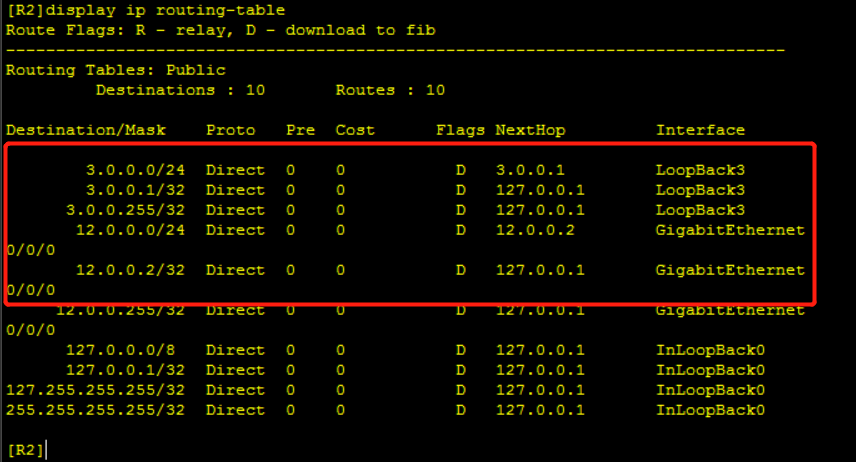 [R2]display ip routing-table
Route Flags: R - relay, D - download to fib
------------------------------------------------------------------------------
Routing Tables: Public
         Destinations : 10       Routes : 10

Destination/Mask    Proto   Pre  Cost      Flags NextHop         Interface

        3.0.0.0/24  Direct  0    0           D   3.0.0.1         LoopBack3
        3.0.0.1/32  Direct  0    0           D   127.0.0.1       LoopBack3
      3.0.0.255/32  Direct  0    0           D   127.0.0.1       LoopBack3
       12.0.0.0/24  Direct  0    0           D   12.0.0.2        GigabitEthernet
0/0/0
       12.0.0.2/32  Direct  0    0           D   127.0.0.1       GigabitEthernet
0/0/0
     12.0.0.255/32  Direct  0    0           D   127.0.0.1       GigabitEthernet
0/0/0
      127.0.0.0/8   Direct  0    0           D   127.0.0.1       InLoopBack0
      127.0.0.1/32  Direct  0    0           D   127.0.0.1       InLoopBack0
127.255.255.255/32  Direct  0    0           D   127.0.0.1       InLoopBack0
255.255.255.255/32  Direct  0    0           D   127.0.0.1       InLoopBack0

[R2]